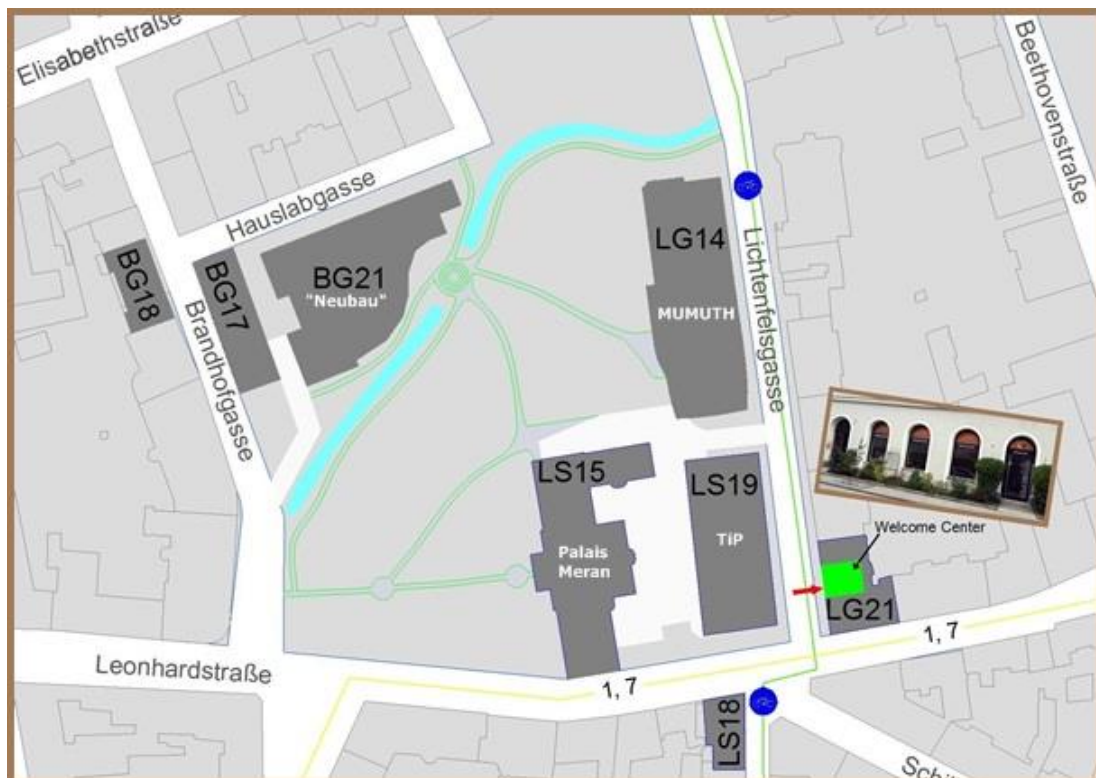 Elisabethstraße
Beethovenstraße
Hauslabgasse
BG18
BG17
BG21
"Neubau"
Brandhofgasse
LG14
MUMUTH
Lichtenfelsgasse
LS15
Palais
Meran
LS19
TiP
Welcome Center
LG21
1, 7
Leonhardstraße
1, 7
LS18